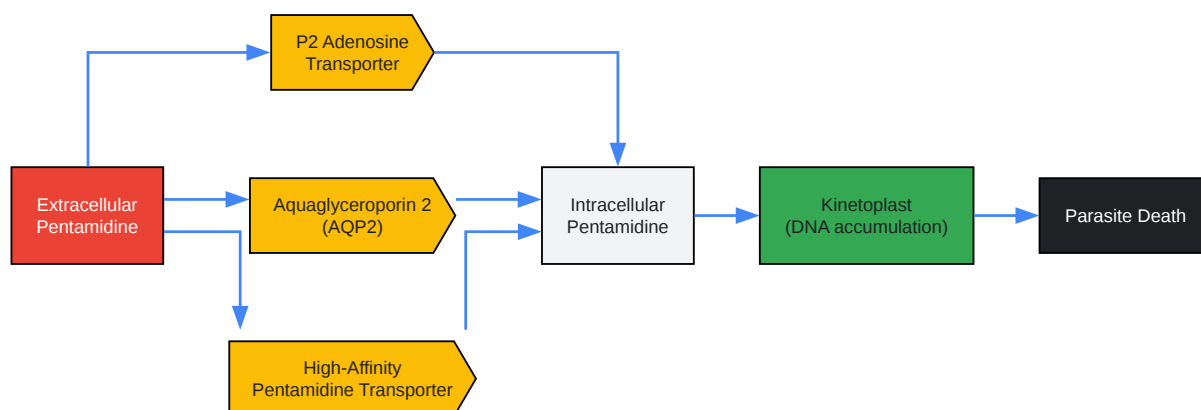 P2 Adenosine
Transporter
Extracellular
Pentamidine
Aquaglyceroporin 2
(AQP2)
Intracellular
Pentamidine
Kinetoplast
(DNA accumulation)
Parasite Death
High-Affinity
Pentamidine Transporter